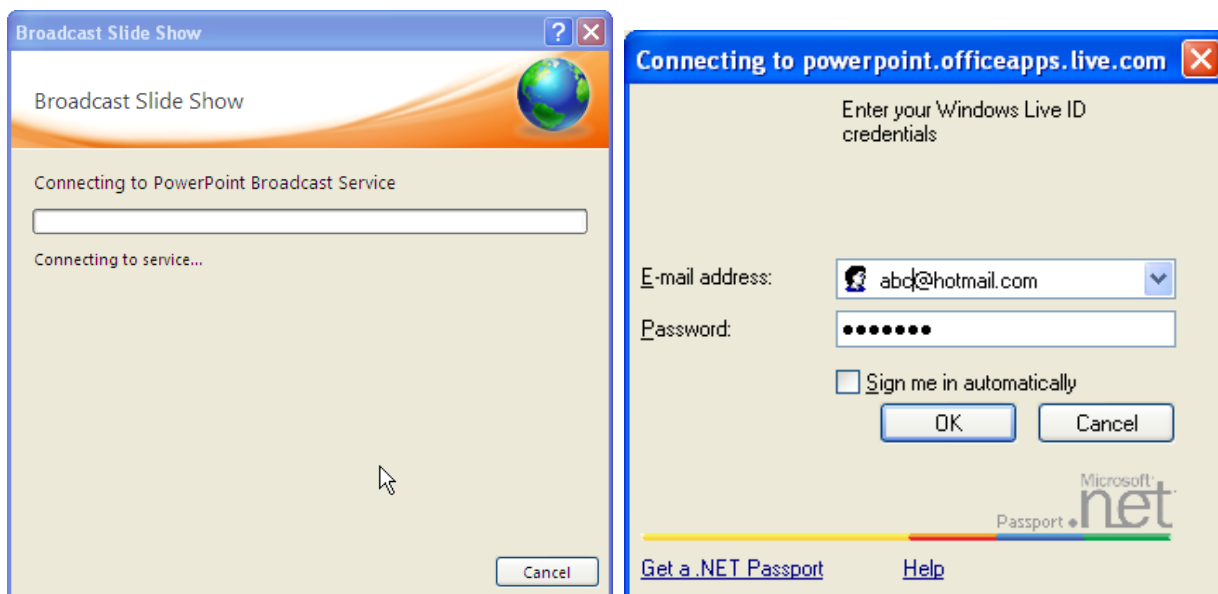 Broadcast Slide Show
Broadcast Slide Show
Connecting to PowerPoint Broadcast Service
Connecting to service...
Cancel
Connecting to powerpoint.officeapps.live.com
Enter your Windows Live ID
credentials
E-mail address:
abc@hotmail.com
Password:
Sign me in automatically
OK Cancel
Microsoft
Passport .net
Get a .NET Passport Help